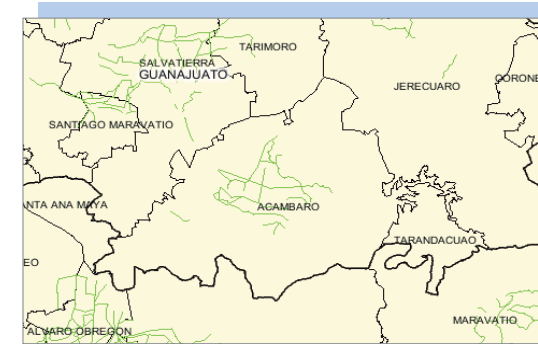 TARIMORO
SALVATIERRA
GUANAJUATO
JERECUARO
CORONE
SANTIAGO MARAVATIO
NTA ANA MAYA
ACAMBARO
TARANDACUAO
EO
MARAVATIO
ALVARO OBREGON